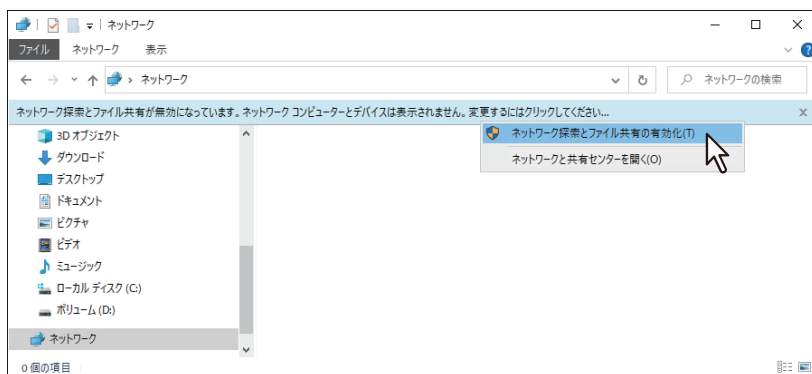 ネットワーク
ファイル ネットワーク 表示
ネットワーク ネットワークの検索
ネットワーク探索とファイル共有が無効になっています。ネットワーク コンピューターとデバイスは表示されません。変更するにはクリックしてください...
ネットワーク探索とファイル共有の有効化(T)
ネットワークと共有センターを開く(O)
3D オブジェクト
ダウンロード
デスクトップ
ドキュメント
ピクチャ
ビデオ
ミュージック
ローカル ディスク (C:)
ボリューム (D:)
ネットワーク
0 個の項目